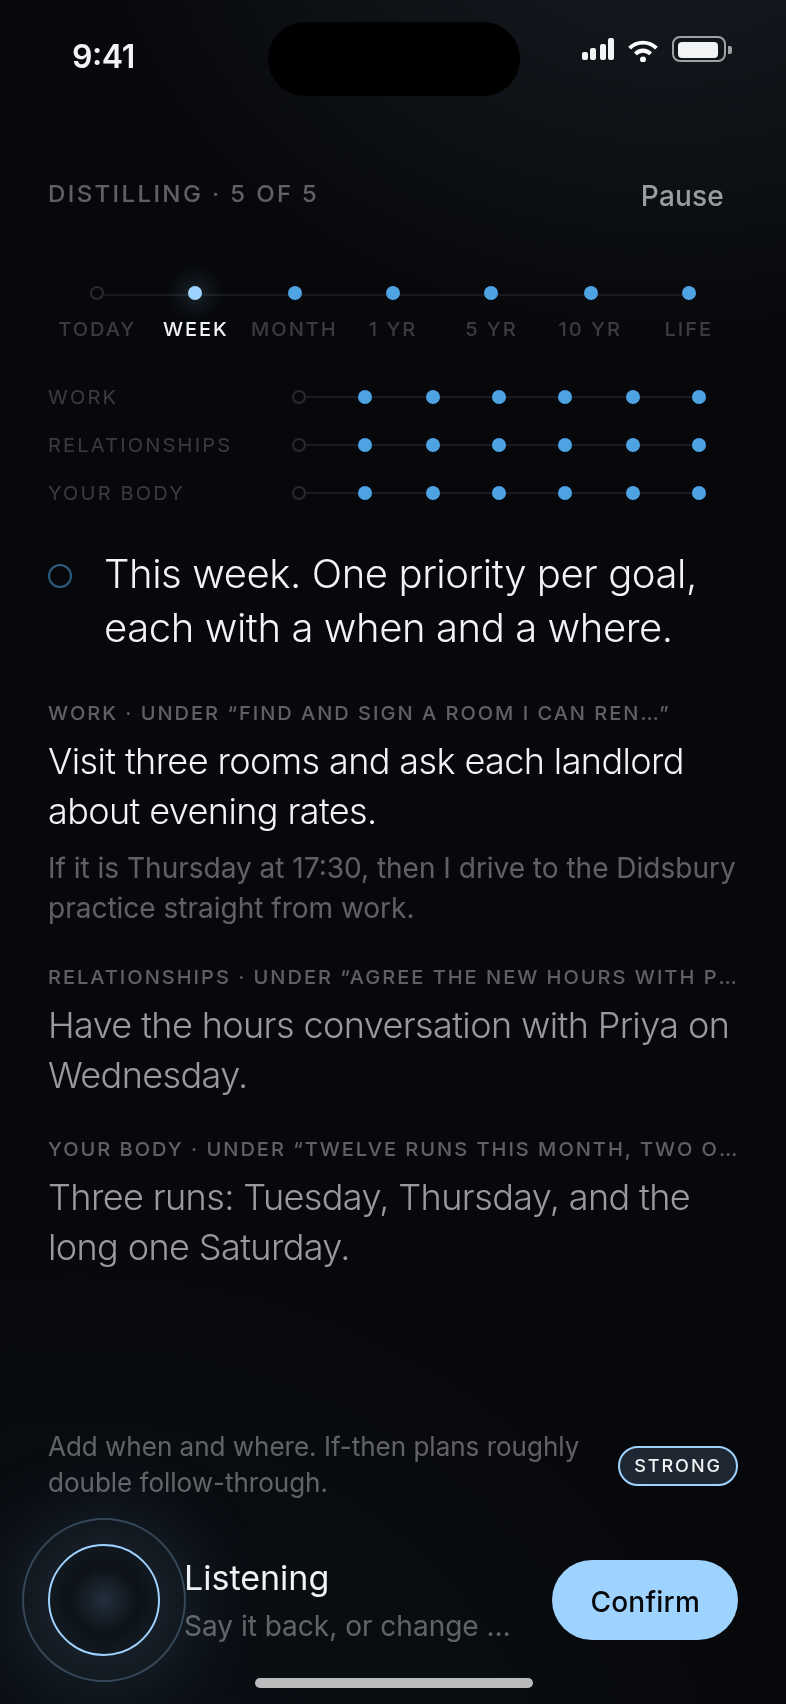 9:41
DISTILLING · 5 OF 5
Pause
TODAY WEEK MONTH 1 YR 5 YR 10 YR LIFE
WORK
RELATIONSHIPS
YOUR BODY
This week. One priority per goal,
each with a when and a where.
WORK · UNDER “FIND AND SIGN A ROOM I CAN REN…”
Visit three rooms and ask each landlord
about evening rates.
If it is Thursday at 17:30, then I drive to the Didsbury
practice straight from work.
RELATIONSHIPS · UNDER “AGREE THE NEW HOURS WITH P…
Have the hours conversation with Priya on
Wednesday.
YOUR BODY · UNDER “TWELVE RUNS THIS MONTH, TWO O…
Three runs: Tuesday, Thursday, and the
long one Saturday.
Add when and where. If-then plans roughly
double follow-through.
STRONG
Listening
Say it back, or change …
Confirm